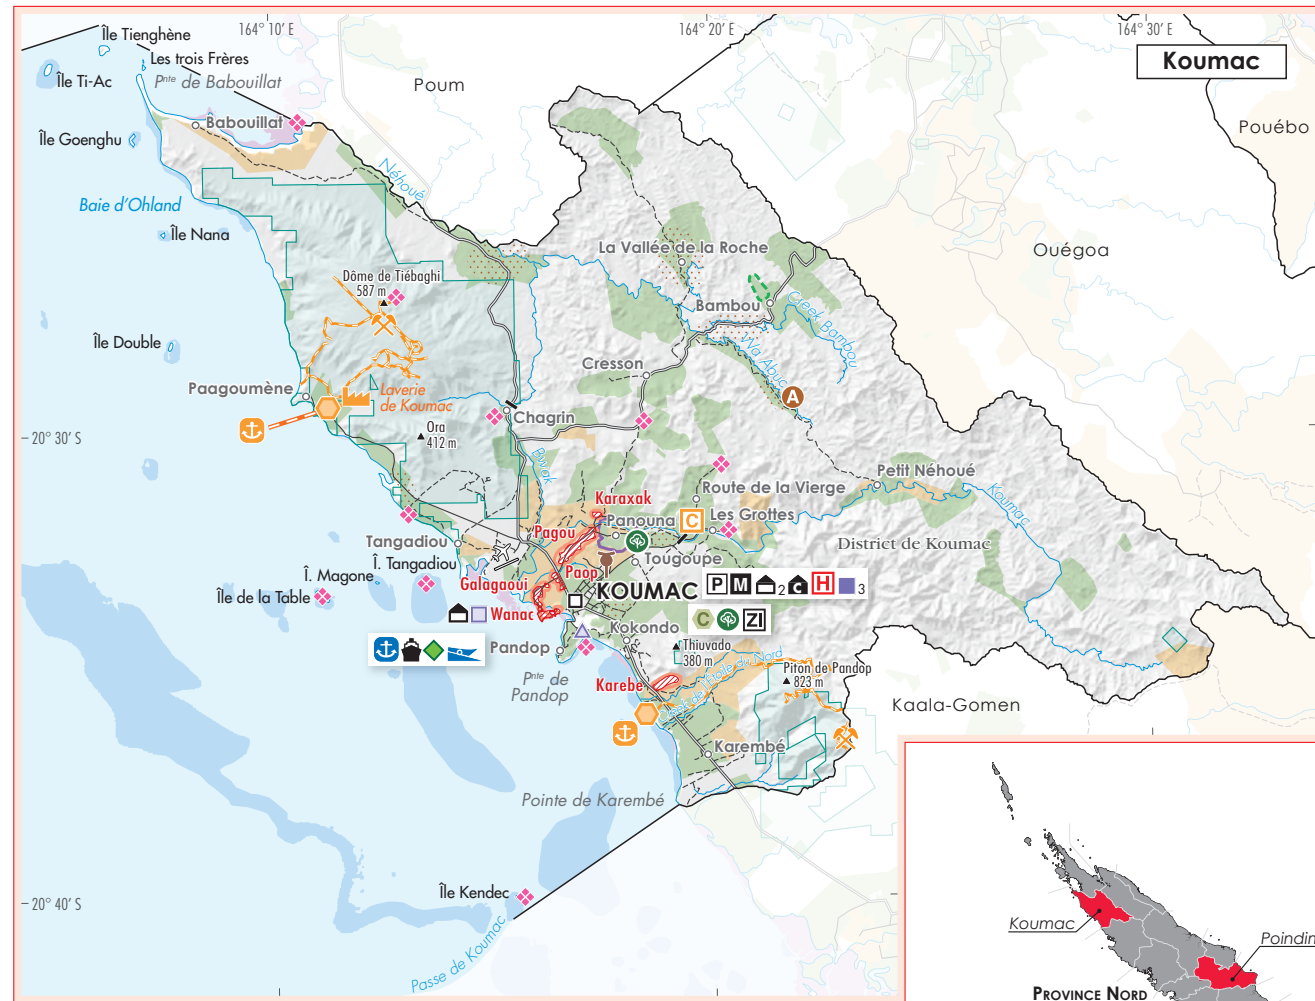 164° 10' E
164° 20' E
164° 30' E
Koumac
Île Tienghène
Les trois Frères
Île Ti-Ac
Pnte de Babouillat
Poum
Babouillat
Pouébo
Île Goenghu
Néhoué
Baie d'Ohland
Île Nana
La Vallée de la Roche
Ouégoa
Dôme de Tiébaghi
587 m
Bambou
Creek Bambou
Île Double
Cresson
Paagoumène
Laverie
de Koumac
A
Chagrin
Ora
412 m
20° 30' S
Petit Néhoué
Koumac
Route de la Vierge
Karaxak
Panouna
C
Les Grottes
Pagou
Tangadiou
District de Koumac
Tougoupe
Î. Tangadiou
Î. Magone
Galagaoui
Paop
KOUMAC
P M 2 C H 3
Île de la Table
Wanac
C ZI
Kokondo
Pandop
Thiuvado
380 m
Pnte de
Pandop
Karebe
Piton de Pandop
823 m
Kaala-Gomen
Karembé
Pointe de Karembé
Île Kendec
20° 40' S
Passe de Koumac
Koumac
Poindin
PROVINCE NORD